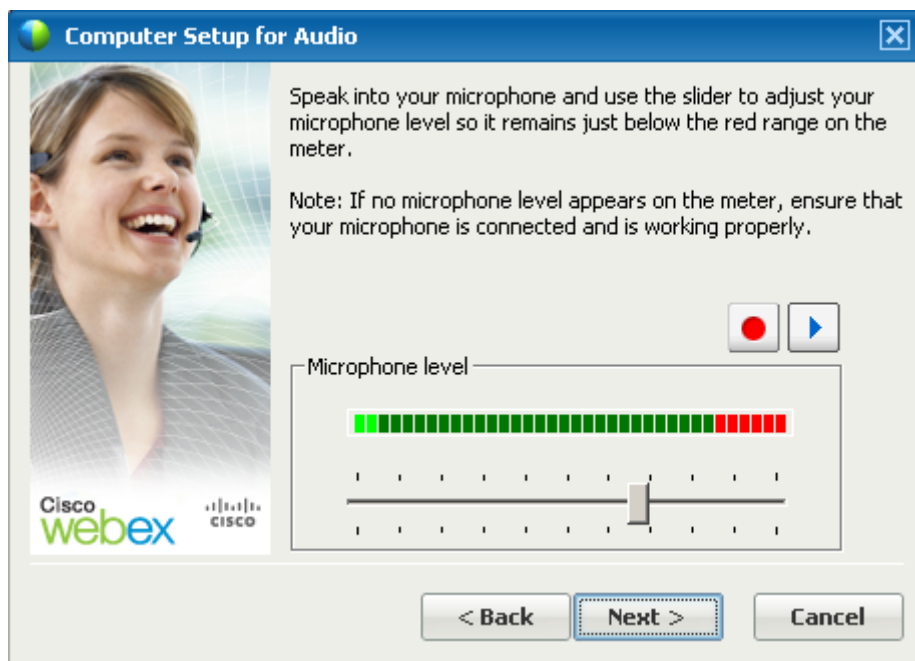 Computer Setup for Audio
Speak into your microphone and use the slider to adjust your
microphone level so it remains just below the red range on the
meter.
Note: If no microphone level appears on the meter, ensure that
your microphone is connected and is working properly.
Microphone level
Cisco
webex
cisco
< Back
Next >
Cancel